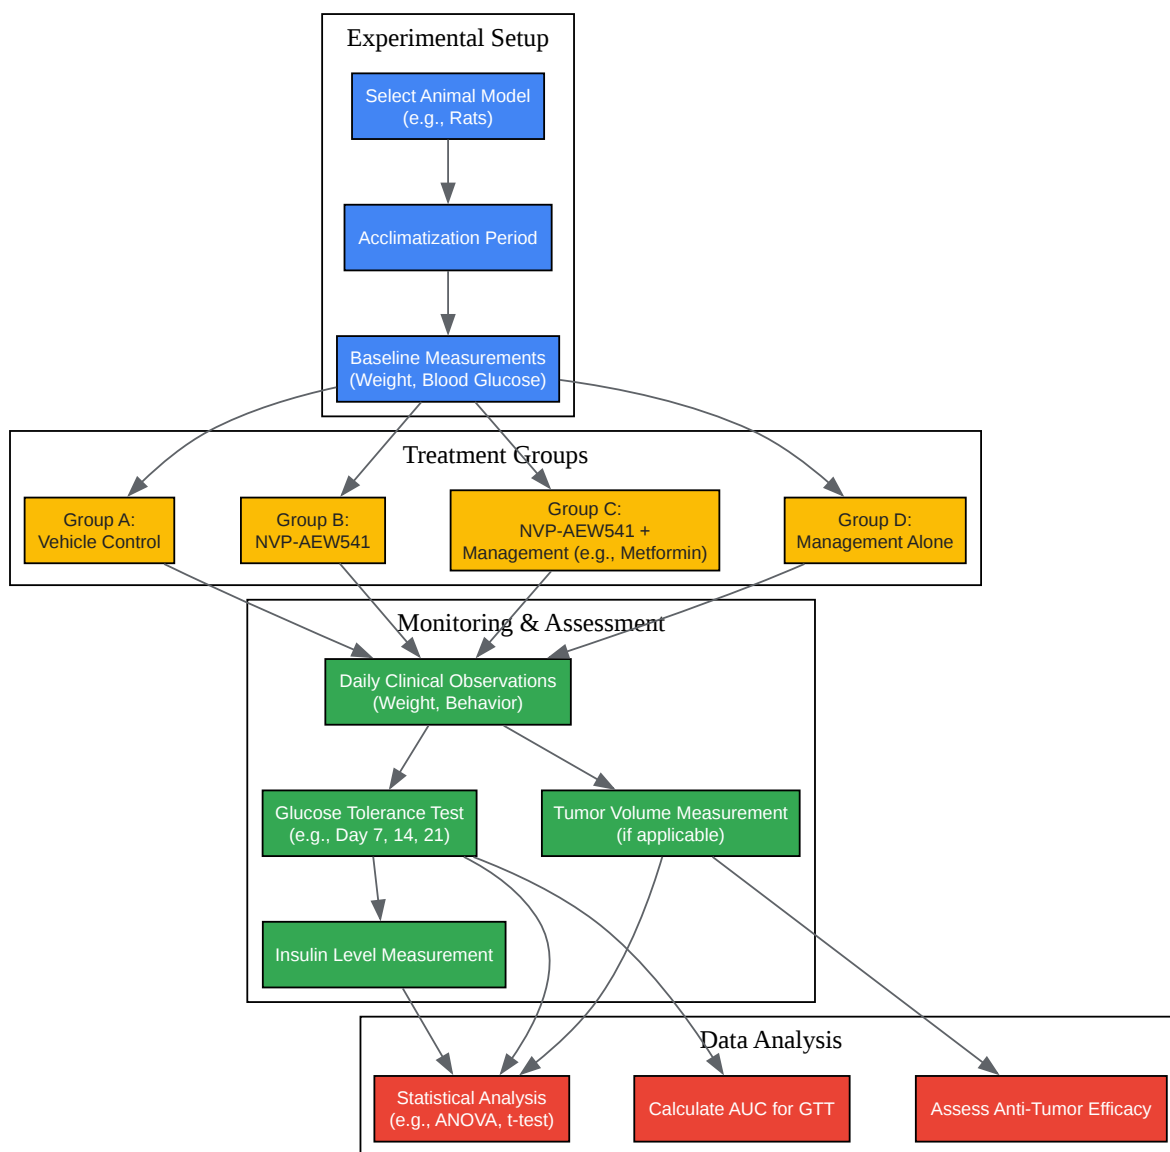 Experimental Setup
Select Animal Model
(e.g., Rats)
Acclimatization Period
Baseline Measurements
(Weight, Blood Glucose)
Treatment Groups
Group A:
Vehicle Control
Group B:
NVP-AEW541
Group C:
NVP-AEW541 +
Management (e.g., Metformin)
Group D:
Management Alone
Monitoring & Assessment
Daily Clinical Observations
(Weight, Behavior)
Glucose Tolerance Test
(e.g., Day 7, 14, 21)
Tumor Volume Measurement
(if applicable)
Insulin Level Measurement
Data Analysis
Statistical Analysis
(e.g., ANOVA, t-test)
Calculate AUC for GTT
Assess Anti-Tumor Efficacy